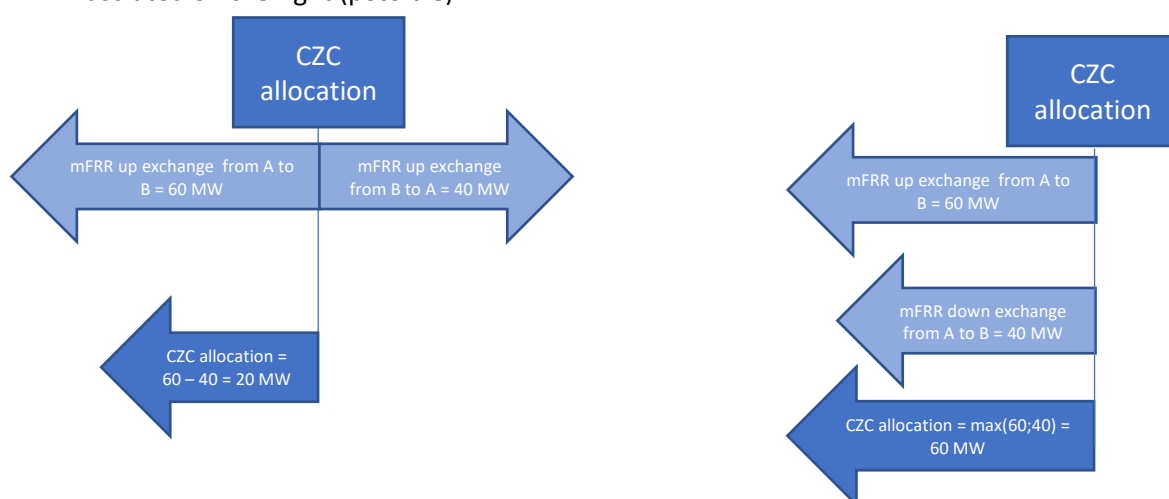 CZC
allocation
mFRR up exchange from A to
B = 60 MW
mFRR up exchange
from B to A = 40 MW
CZC allocation =
60 – 40 = 20 MW
CZC
allocation
mFRR up exchange from A to
B = 60 MW
mFRR down exchange
from A to B = 40 MW
CZC allocation = max(60;40) =
60 MW